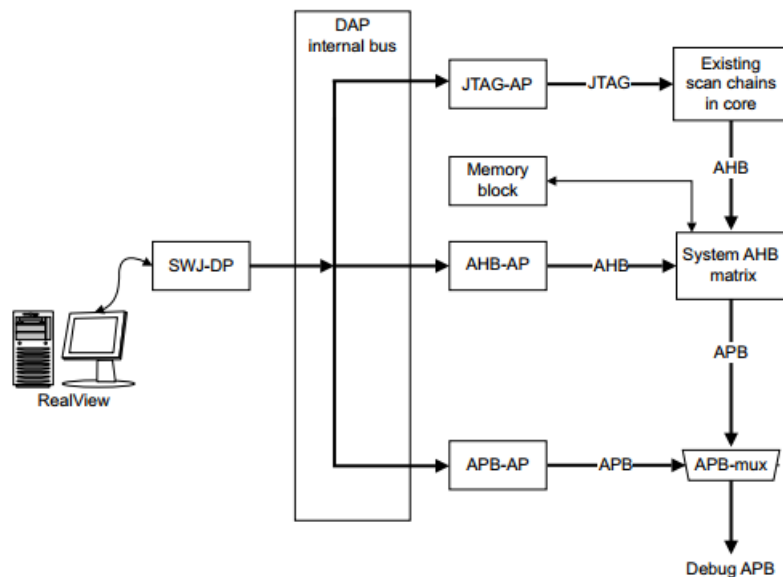 DAP
internal bus
JTAG-AP
JTAG
Existing
scan chains
in core
AHB
Memory
block
SWJ-DP
AHB-AP
AHB
System AHB
matrix
APB
RealView
APB-AP
APB
APB-mux
Debug APB